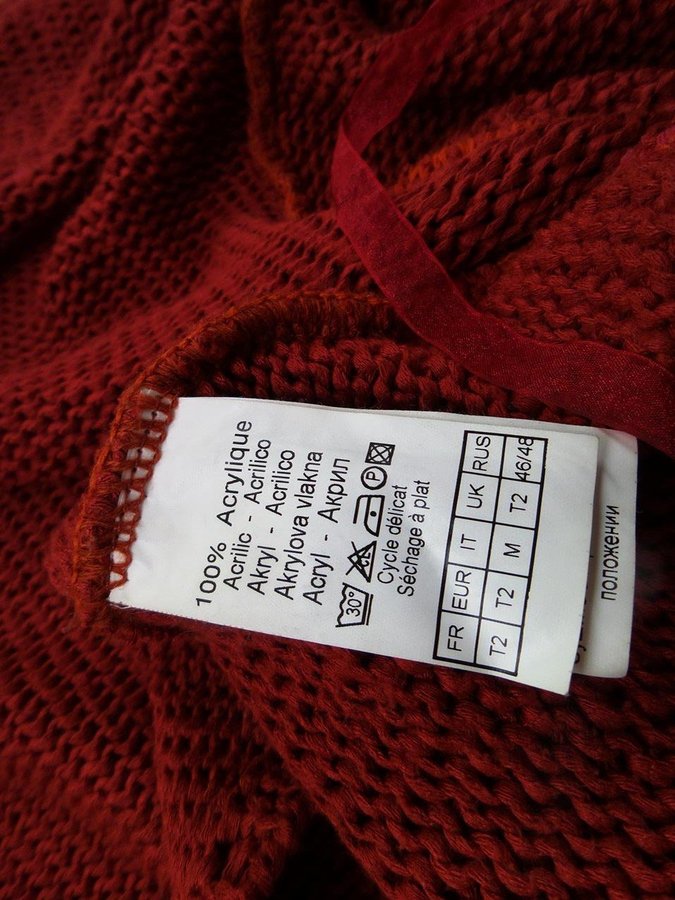 100% Acrylique
Acrilic - Acrilico
Akryl - Acrilico
Akrylova vlakna
Acryl - Акрил
30° P
Cycle délicat
Séchage à plat
FR EUR IT UK RUS
T2 T2 M T2 46/48
положении